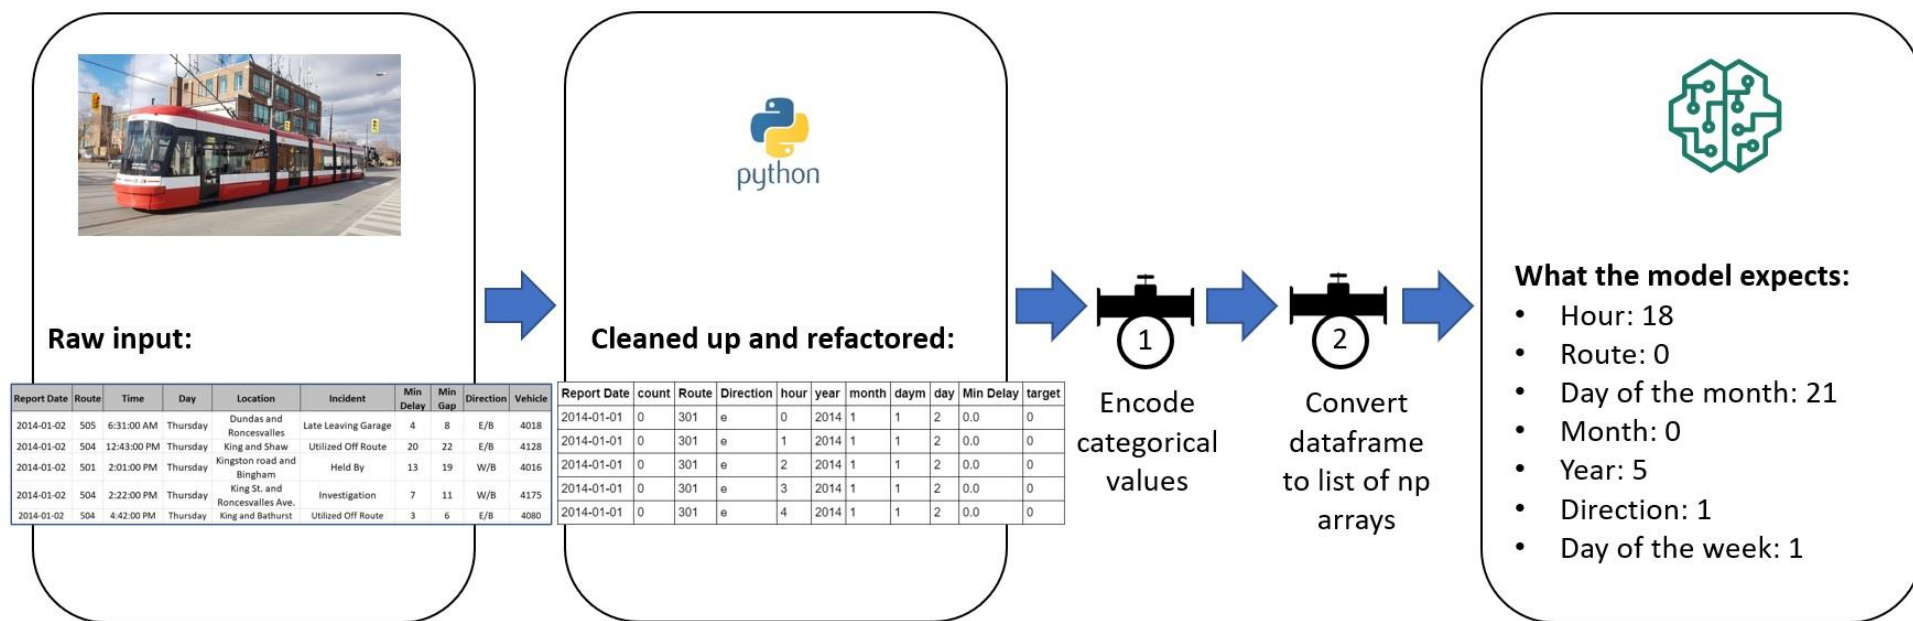 Raw input:
Report Date Route Time Day Location Incident Min Delay Min Gap Direction Vehicle
2014-01-02 505 6:31:00 AM Thursday Dundas and Roncesvalles Late Leaving Garage 4 8 E/B 4018
2014-01-02 504 12:43:00 PM Thursday King and Shaw Utilized Off Route 20 22 E/B 4128
2014-01-02 501 2:01:00 PM Thursday Kingston road and Bingham Held By 13 19 W/B 4016
2014-01-02 504 2:22:00 PM Thursday King St. and Roncesvalles Ave. Investigation 7 11 W/B 4175
2014-01-02 504 4:42:00 PM Thursday King and Bathurst Utilized Off Route 3 6 E/B 4080
python
Cleaned up and refactored:
Report Date count Route Direction hour year month daym day Min Delay target
2014-01-01 0 301 e 0 2014 1 1 2 0.0 0
2014-01-01 0 301 e 1 2014 1 1 2 0.0 0
2014-01-01 0 301 e 2 2014 1 1 2 0.0 0
2014-01-01 0 301 e 3 2014 1 1 2 0.0 0
2014-01-01 0 301 e 4 2014 1 1 2 0.0 0
1
Encode
categorical
values
2
Convert
dataframe
to list of np
arrays
What the model expects:
• Hour: 18
• Route: 0
• Day of the month: 21
• Month: 0
• Year: 5
• Direction: 1
• Day of the week: 1